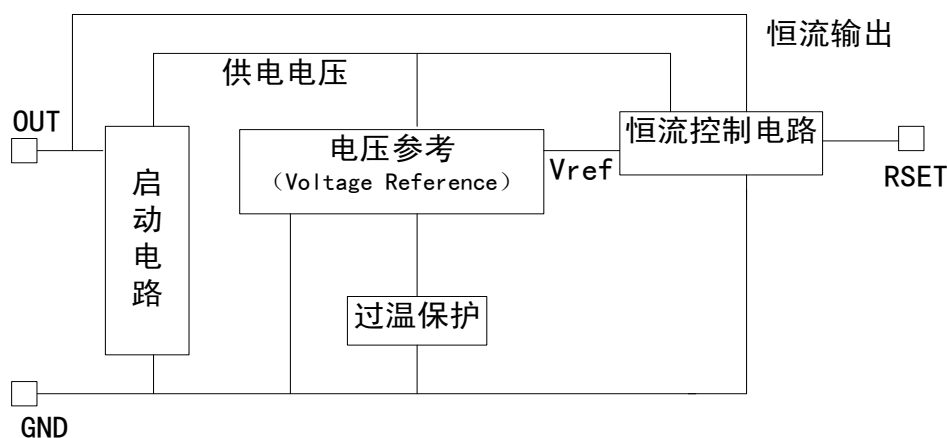 恒流输出
供电电压
OUT
恒流控制电路
电压参考
Vref
(Voltage Reference)
RSET
启动电路
过温保护
GND